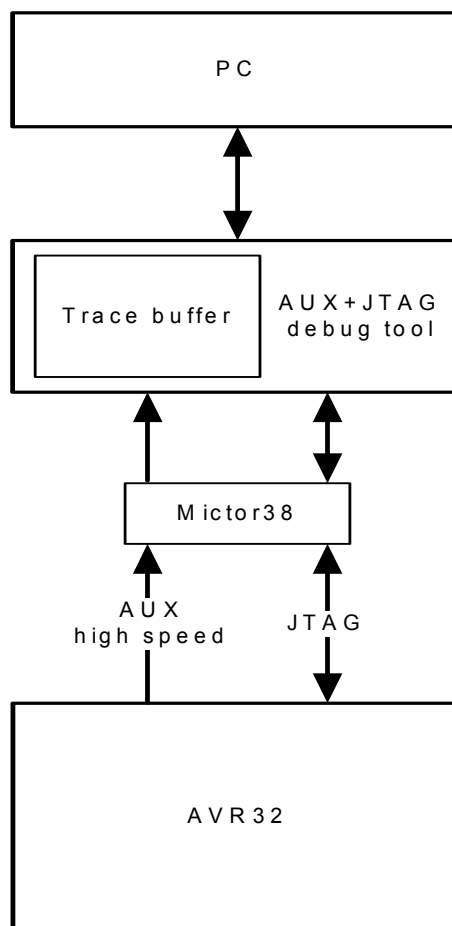 PC
Trace buffer
AUX+JTAG
debug tool
Mictor38
AUX
high speed
JTAG
AVR32